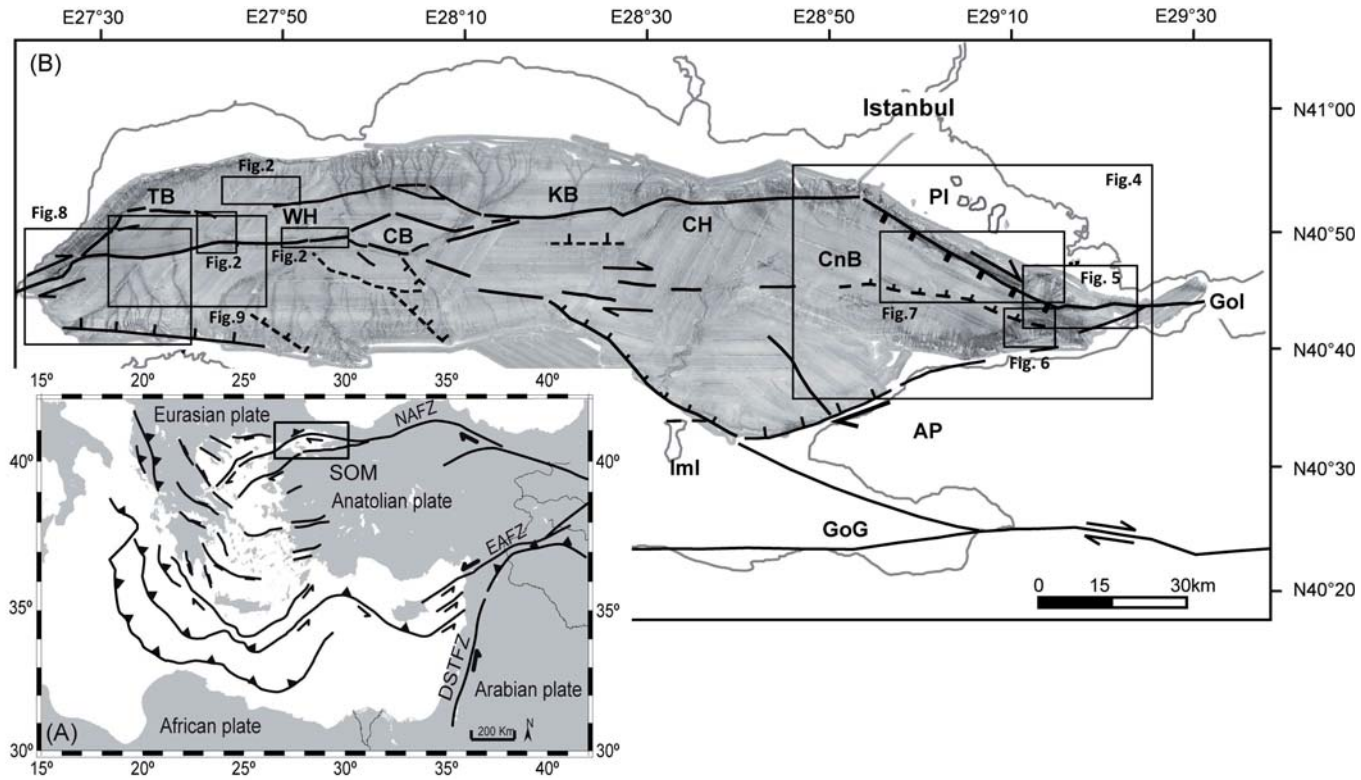 E27°30
E27°50
E28°10
E28°30
E28°50
E29°10
E29°30
(B)
Istanbul
N41°00
Fig.2
Fig.4
TB
KB
PI
Fig.8
WH
CH
N40°50
CB
Fig.2
Fig.2
CnB
Fig. 5
GoI
Fig.9
Fig.7
Fig. 6
N40°40
15°
20°
25°
30°
35°
40°
Eurasian plate
NAFZ
AP
40°
SOM
40°
ImI
N40°30
Anatolian plate
EAFZ
GoG
35°
35°
0
15
30km
N40°20
DSTFZ
Arabian plate
African plate
200 Km
N
(A)
30°
30°
15°
20°
25°
30°
35°
40°